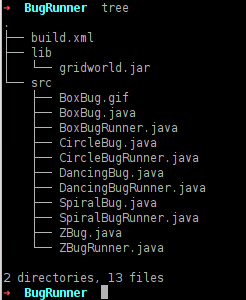 ➜ BugRunner tree
.
├── build.xml
├── lib
│   └── gridworld.jar
└── src
    ├── BoxBug.gif
    ├── BoxBug.java
    ├── BoxBugRunner.java
    ├── CircleBug.java
    ├── CircleBugRunner.java
    ├── DancingBug.java
    ├── DancingBugRunner.java
    ├── SpiralBug.java
    ├── SpiralBugRunner.java
    ├── ZBug.java
    └── ZBugRunner.java
2 directories, 13 files
➜ BugRunner